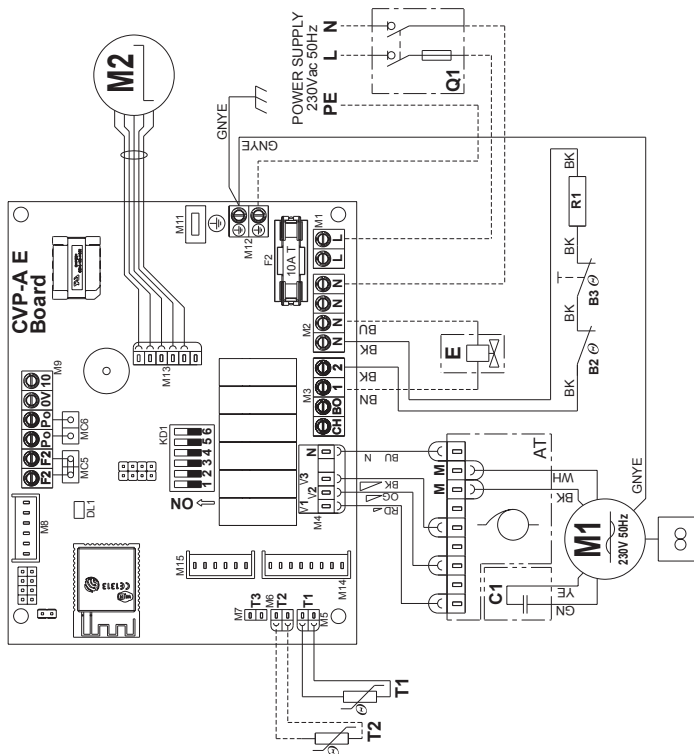 CVP-A E
Board
M2
M8
M9
F2 F2 Po Po 0V 10
MC5
MC6
DL1
KD1
ON
1 2 3 4 5 6
CE1313
M13
M11
M12
GNYE
GNYE
POWER SUPPLY
230Vac 50Hz
PE L N
Q1
F2
10A T
M1
L L
M2
N N N N
M3
CH BO 1 2
BN
BK
BK
BU
E
M15
M14
M4
V1 V2 V3 N
RD
OG
BK
BU
N
M7
T3
M6
T2
T1
M5
T2
T1
AT
M M
BK
WH
C1
GN
YE
M1
230V 50Hz
GNYE
BK
B2
BK
B3
BK
R1
BK